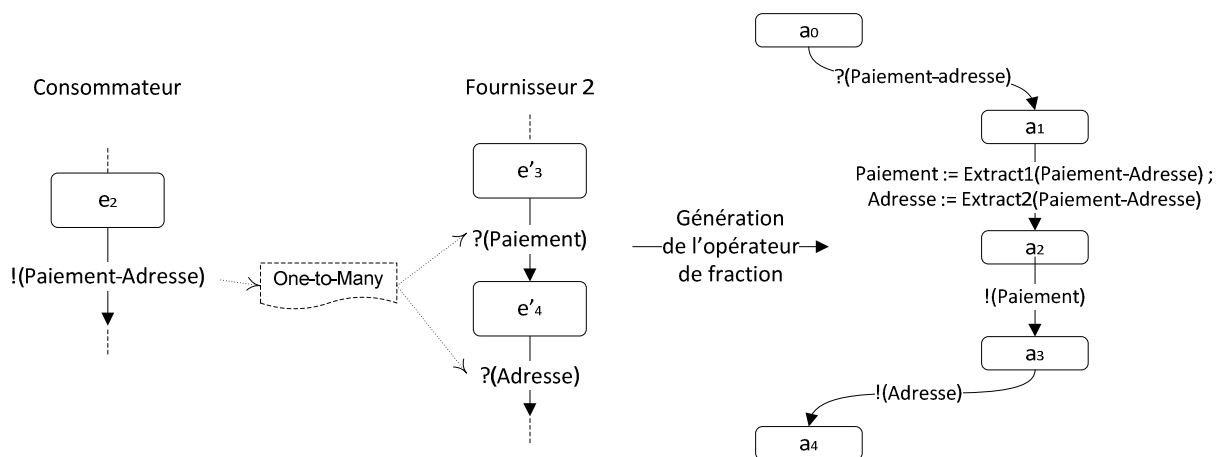 Consommateur
e2
!(Paiement-Adresse)
One-to-Many
Fournisseur 2
e'3
?(Paiement)
e'4
?(Adresse)
Génération
de l'opérateur
de fraction
a0
?(Paiement-adresse)
a1
Paiement := Extract1(Paiement-Adresse) ;
Adresse := Extract2(Paiement-Adresse)
a2
!(Paiement)
a3
!(Adresse)
a4